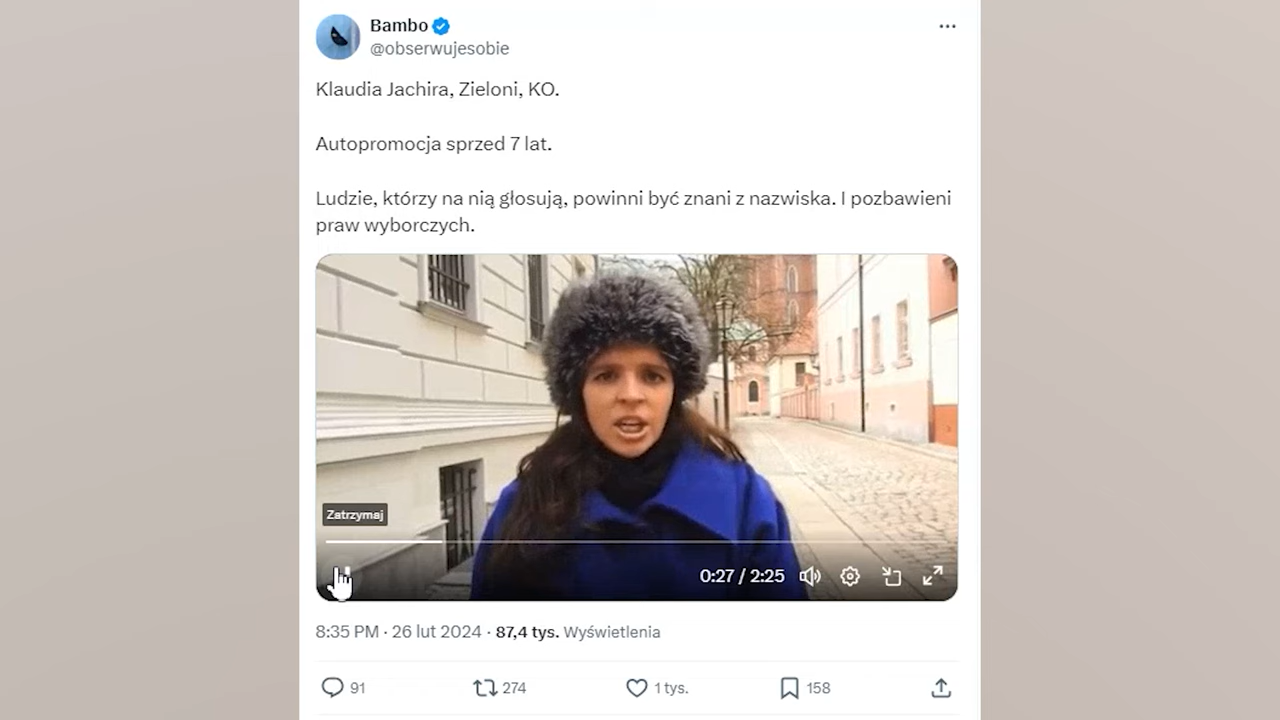 Bambo
@obserwujesobie
Klaudia Jachira, Zieloni, KO.
Autopromocja sprzed 7 lat.
Ludzie, którzy na nią głosują, powinni być znani z nazwiska. I pozbawieni
praw wyborczych.
Zatrzymaj
0:27 / 2:25
8:35 PM · 26 lut 2024 · 87,4 tys. Wyświetlenia
91 274 1 tys. 158